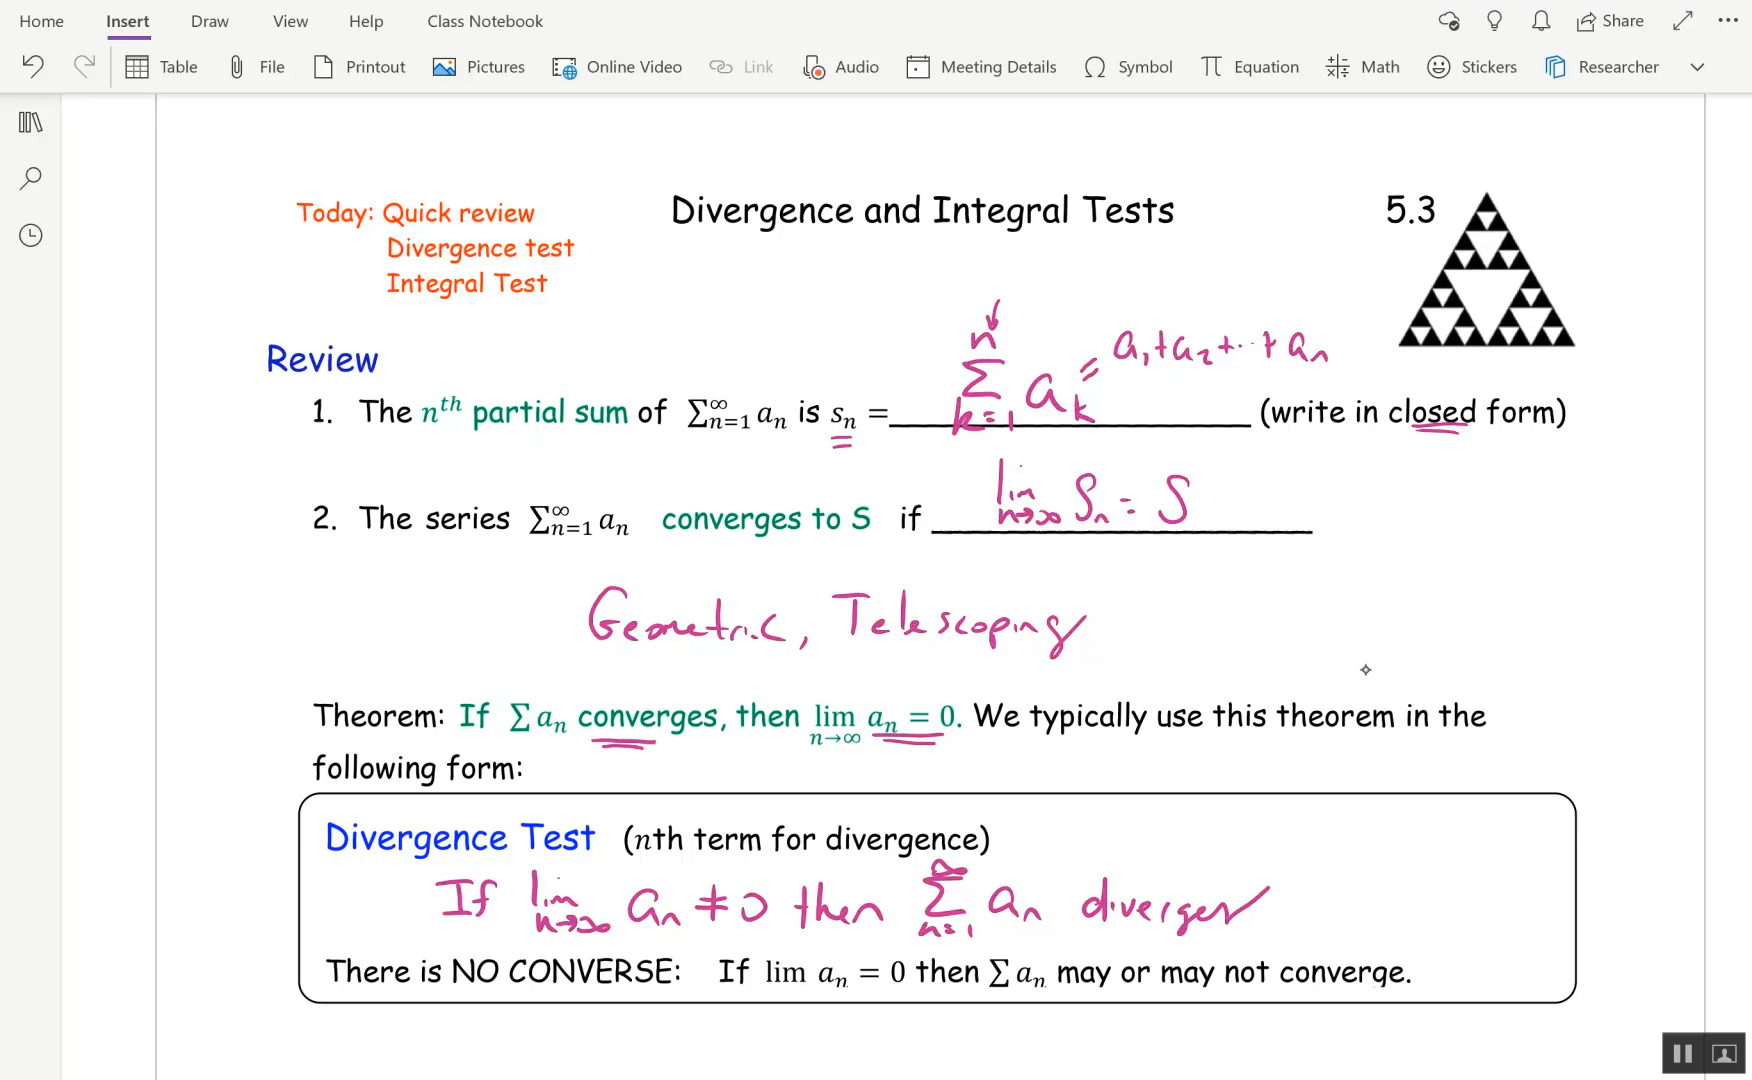 Home Insert Draw View Help Class Notebook Share
Table File Printout Pictures Online Video Link Audio Meeting Details Symbol Equation Math Stickers Researcher
Today: Quick review
Divergence test
Integral Test
Divergence and Integral Tests
5.3
Review
1. The nᵗʰ partial sum of ∑_{n=1}^{∞} aₙ is sₙ = ∑_{k=1}^{n} a_k = a₁+a₂+···+aₙ (write in closed form)
2. The series ∑_{n=1}^{∞} aₙ converges to S if lim_{n→∞} Sₙ = S
Geometric, Telescoping
Theorem: If ∑ aₙ converges, then lim_{n→∞} aₙ = 0. We typically use this theorem in the
following form:
Divergence Test (nth term for divergence)
If lim_{n→∞} aₙ ≠ 0 then ∑_{n=1}^{∞} aₙ diverges
There is NO CONVERSE: If lim aₙ = 0 then ∑ aₙ may or may not converge.